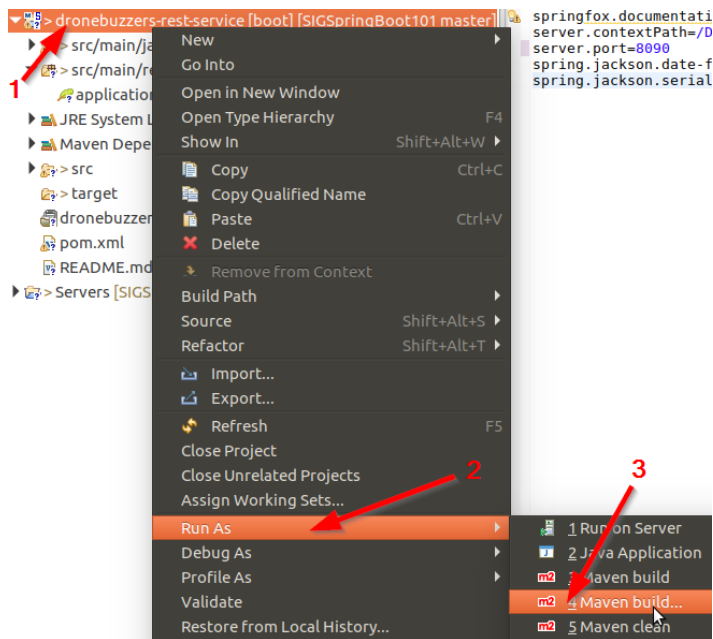 > dronebuzzers-rest-service [boot] [SIGSpringBoot101 master]
> src/main/ja
> src/main/re
application
JRE System L
Maven Depe
> src
> target
dronebuzzer
pom.xml
README.md
> Servers [SIGS
1
New
Go Into
Open in New Window
Open Type Hierarchy F4
Show In Shift+Alt+W
Copy Ctrl+C
Copy Qualified Name
Paste Ctrl+V
Delete
Remove from Context
Build Path
Source Shift+Alt+S
Refactor Shift+Alt+T
Import...
Export...
Refresh F5
Close Project
Close Unrelated Projects
Assign Working Sets...
Run As
Debug As
Profile As
Validate
Restore from Local History...
2
springfox.documentati
server.contextPath=/D
server.port=8090
spring.jackson.date-f
spring.jackson.serial
3
1 Run on Server
2 Java Application
3 Maven build
4 Maven build...
5 Maven clean